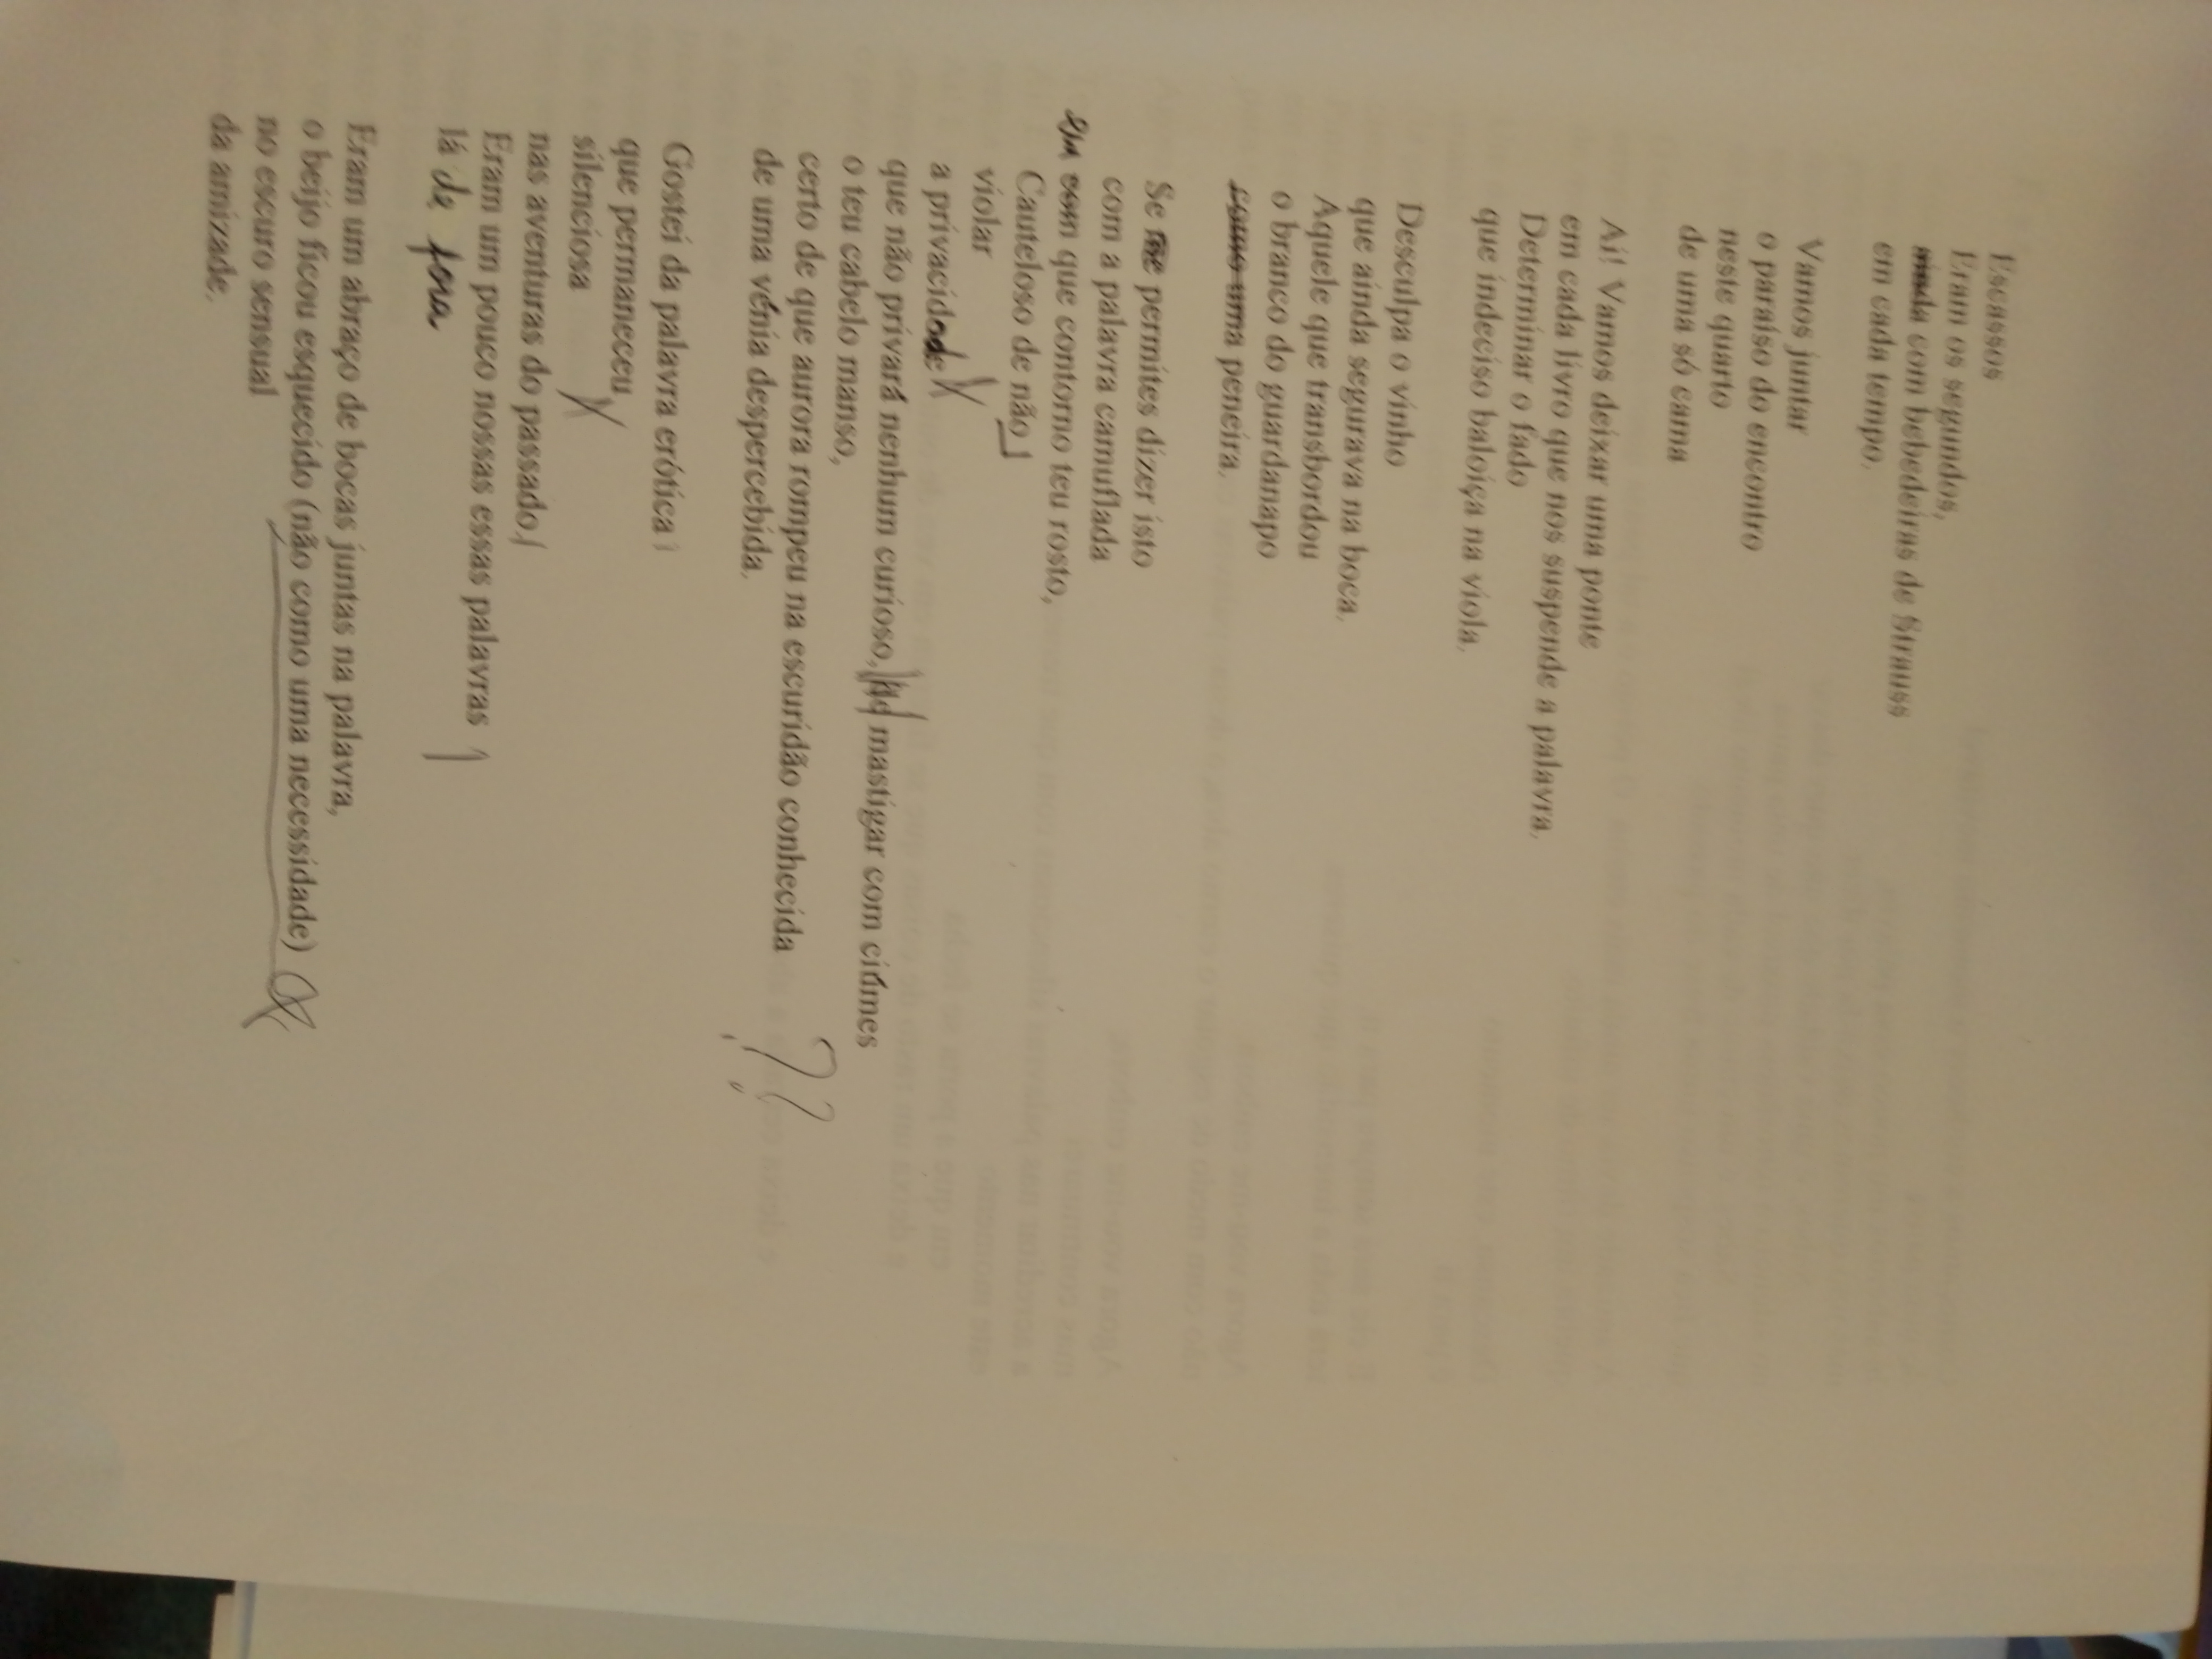 Escassos
Eram os segundos,
ainda com bebedeiras de Strauss
em cada tempo.
Vamos juntar
o paraíso do encontro
neste quarto
de uma só cama
Ai! Vamos deixar uma ponte
em cada livro que nos suspende a palavra.
Determinar o fado
que indeciso baloiça na viola.
Desculpa o vinho
que ainda segurava na boca.
Aquele que transbordou
o branco do guardanapo
como uma peneira.
Se me permites dizer isto
com a palavra camuflada
em com que contorno teu rosto,
Cauteloso de não
violar
a privacidade
que não privará nenhum curioso, mastigar com ciúmes
o teu cabelo manso,
certo de que aurora rompeu na escuridão conhecida
de uma vénia despercebida. ??
Gostei da palavra erótica
que permaneceu
silenciosa
nas aventuras do passado.
Eram um pouco nossas essas palavras
lá de fora
Eram um abraço de bocas juntas na palavra,
o beijo ficou esquecido (não como uma necessidade)
no escuro sensual
da amizade.